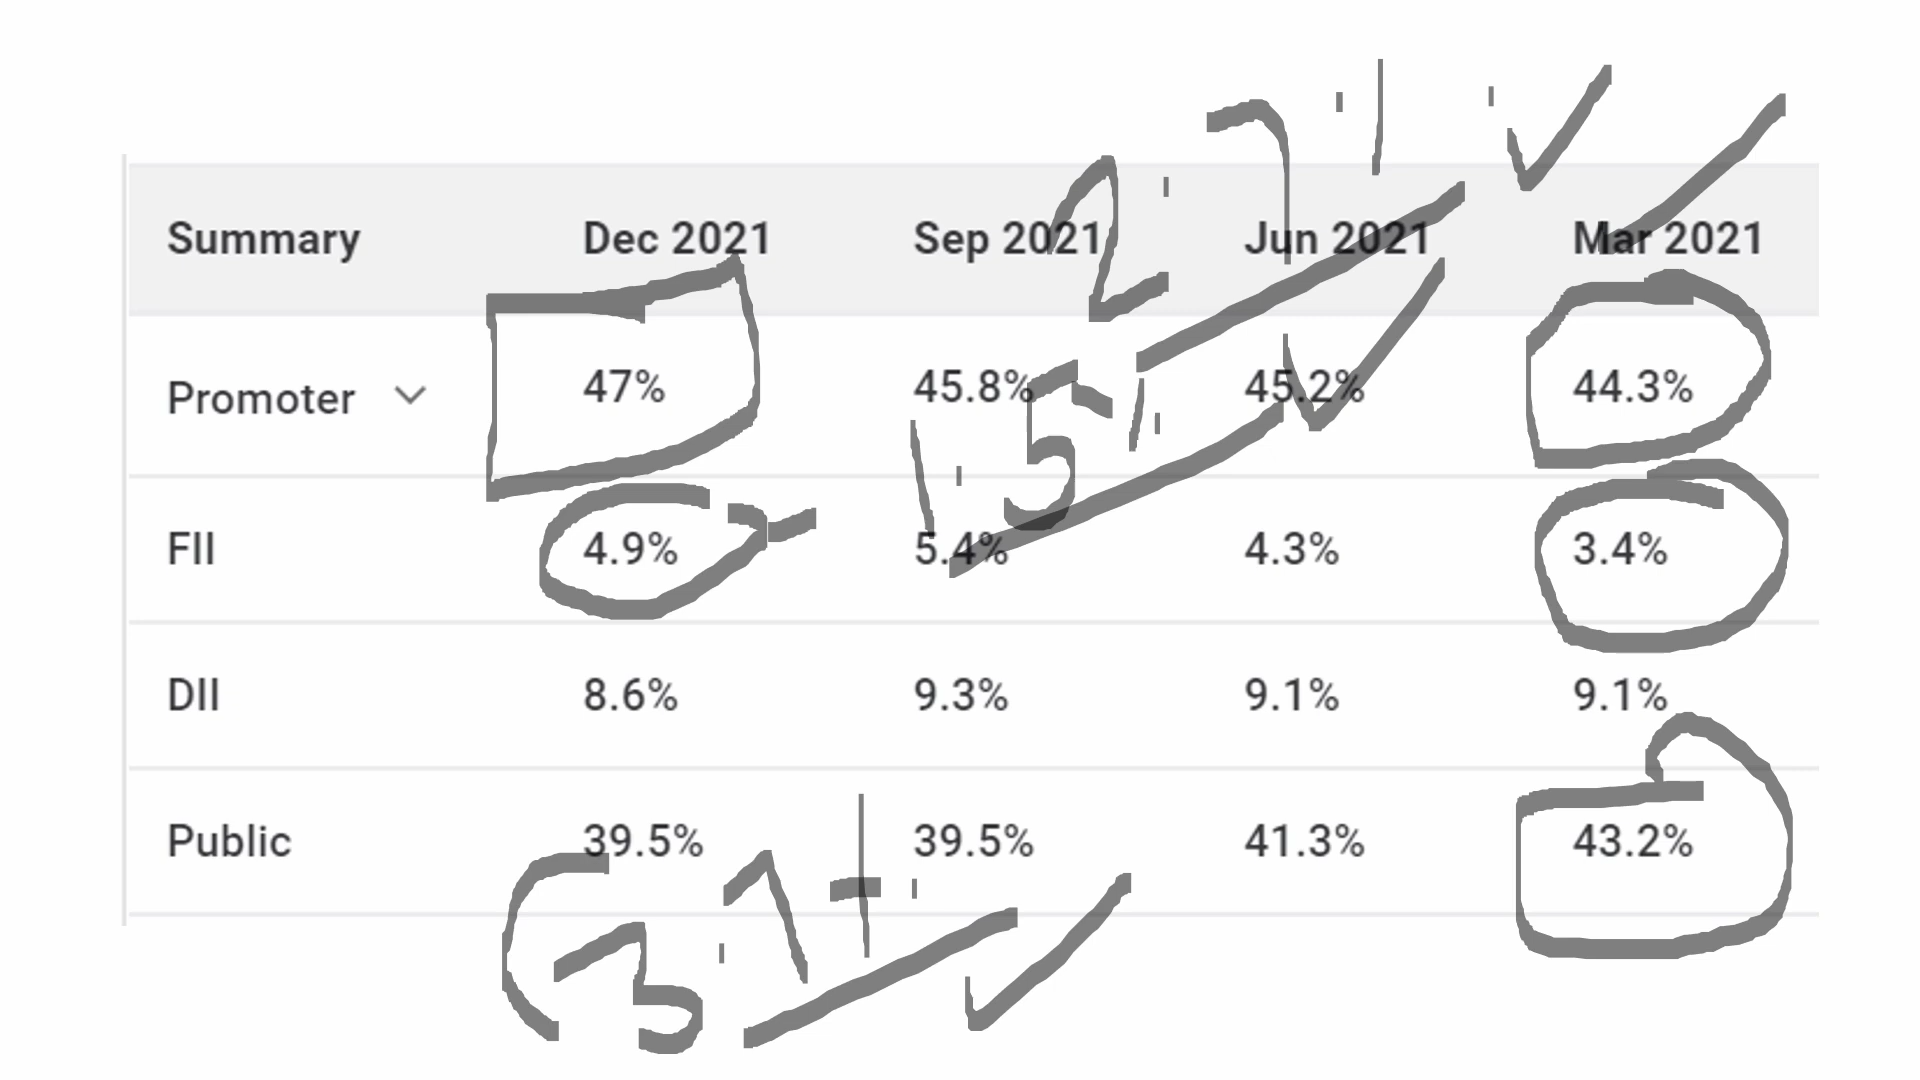 Summary Dec 2021 Sep 2021 Jun 2021 Mar 2021
Promoter 47% 45.8% 45.2% 44.3%
FII 4.9% 5.4% 4.3% 3.4%
DII 8.6% 9.3% 9.1% 9.1%
Public 39.5% 39.5% 41.3% 43.2%